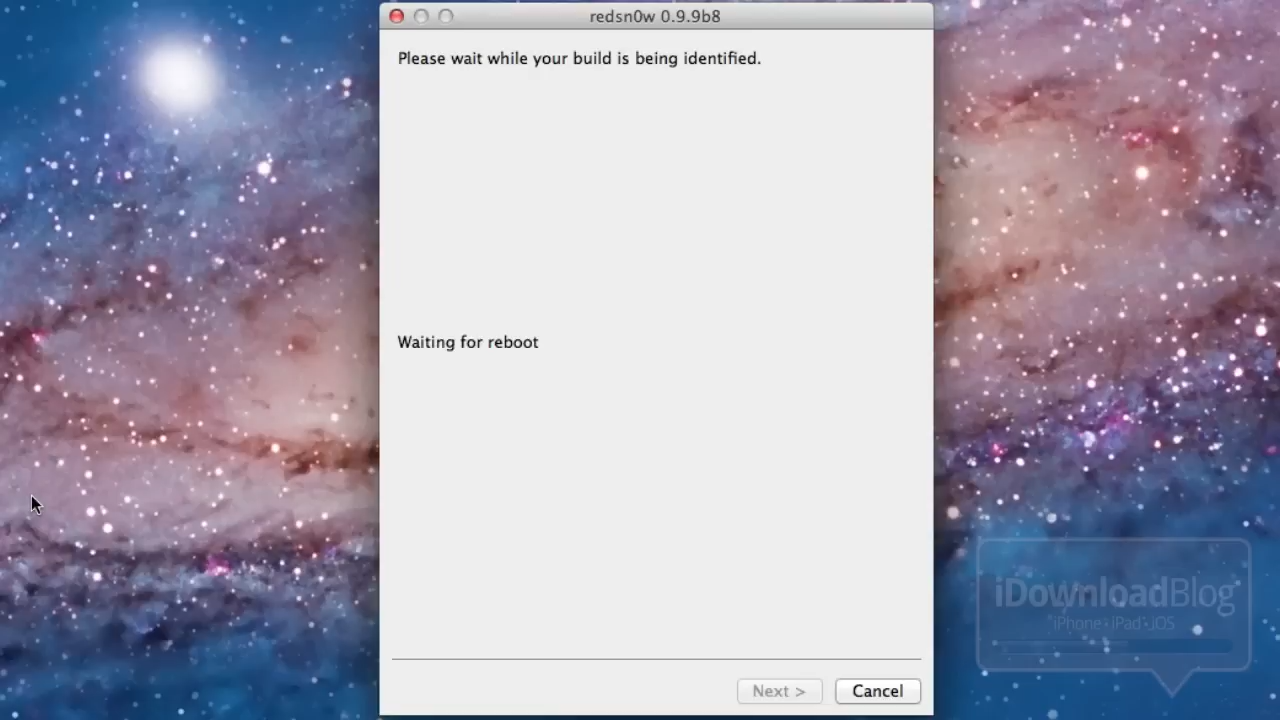 redsn0w 0.9.9b8
Please wait while your build is being identified.
Waiting for reboot
iDownloadBlog
iPhone•iPad•iOS
Next >
Cancel